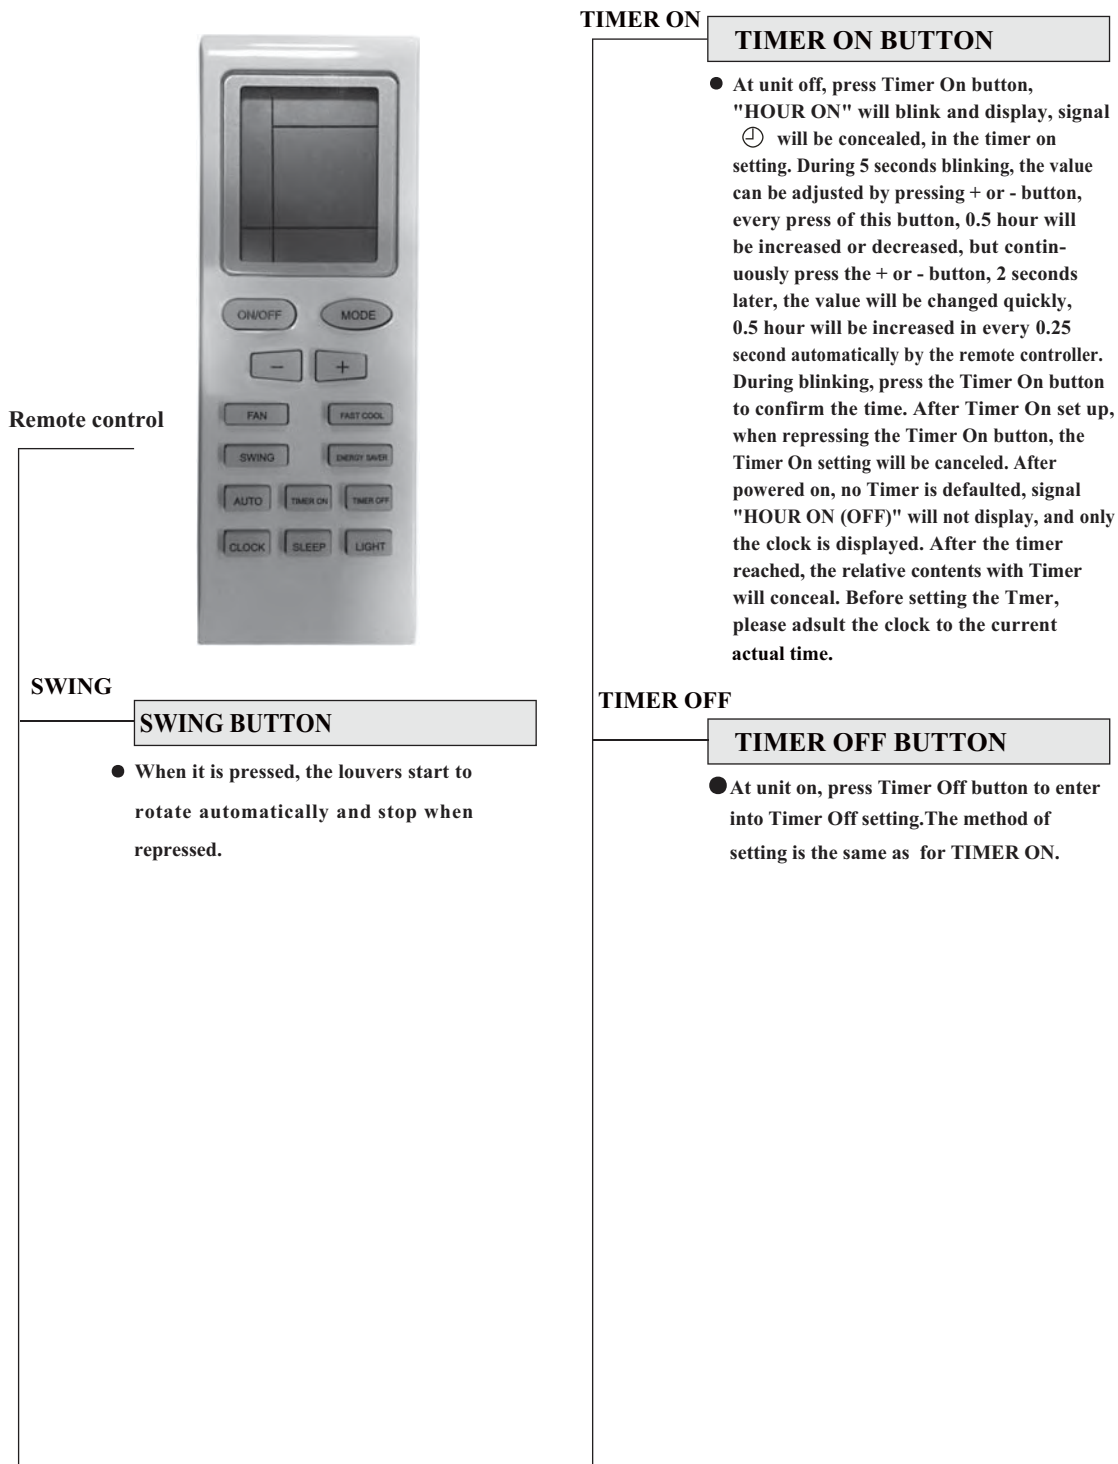 Remote control
ON/OFF MODE
- +
FAN FAST COOL
SWING ENERGY SAVER
AUTO TIMER ON TIMER OFF
CLOCK SLEEP LIGHT
SWING
SWING BUTTON
● When it is pressed, the louvers start to
rotate automatically and stop when
repressed.
TIMER ON
TIMER ON BUTTON
● At unit off, press Timer On button,
"HOUR ON" will blink and display, signal
will be concealed, in the timer on
setting. During 5 seconds blinking, the value
can be adjusted by pressing + or - button,
every press of this button, 0.5 hour will
be increased or decreased, but contin-
uously press the + or - button, 2 seconds
later, the value will be changed quickly,
0.5 hour will be increased in every 0.25
second automatically by the remote controller.
During blinking, press the Timer On button
to confirm the time. After Timer On set up,
when repressing the Timer On button, the
Timer On setting will be canceled. After
powered on, no Timer is defaulted, signal
"HOUR ON (OFF)" will not display, and only
the clock is displayed. After the timer
reached, the relative contents with Timer
will conceal. Before setting the Tmer,
please adsult the clock to the current
actual time.
TIMER OFF
TIMER OFF BUTTON
● At unit on, press Timer Off button to enter
into Timer Off setting.The method of
setting is the same as for TIMER ON.